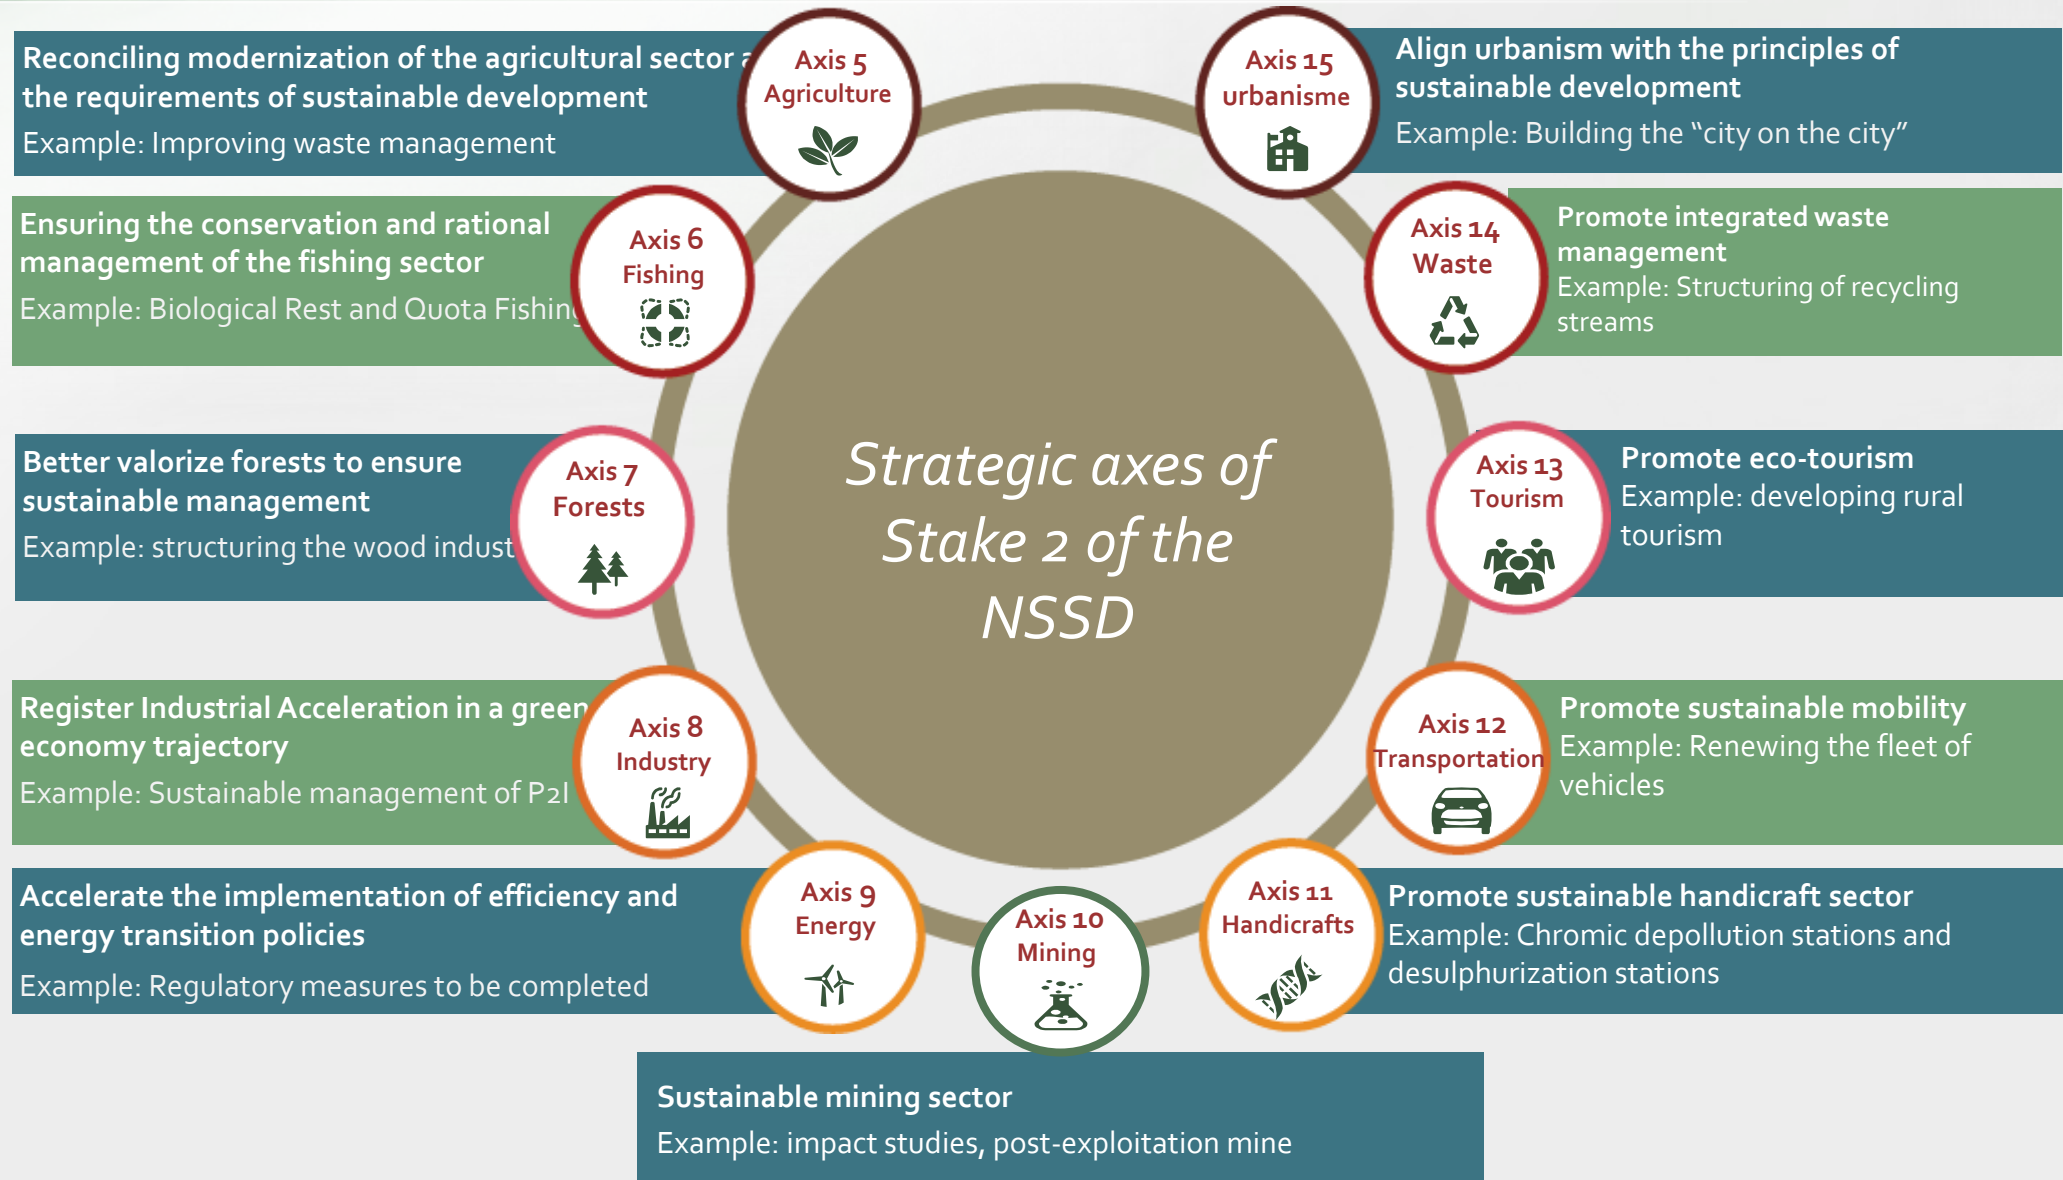 Reconciling modernization of the agricultural sector
the requirements of sustainable development
Example: Improving waste management
Axis 5
Agriculture
Ensuring the conservation and rational
management of the fishing sector
Example: Biological Rest and Quota Fishing
Axis 6
Fishing
Better valorize forests to ensure
sustainable management
Example: structuring the wood indust
Axis 7
Forests
Register Industrial Acceleration in a green
economy trajectory
Example: Sustainable management of P2I
Axis 8
Industry
Accelerate the implementation of efficiency and
energy transition policies
Example: Regulatory measures to be completed
Axis 9
Energy
Axis 10
Mining
Sustainable mining sector
Example: impact studies, post-exploitation mine
Strategic axes of
Stake 2 of the
NSSD
Axis 15
urbanisme
Align urbanism with the principles of
sustainable development
Example: Building the “city on the city”
Axis 14
Waste
Promote integrated waste
management
Example: Structuring of recycling
streams
Axis 13
Tourism
Promote eco-tourism
Example: developing rural
tourism
Axis 12
Transportation
Promote sustainable mobility
Example: Renewing the fleet of
vehicles
Axis 11
Handicrafts
Promote sustainable handicraft sector
Example: Chromic depollution stations and
desulphurization stations